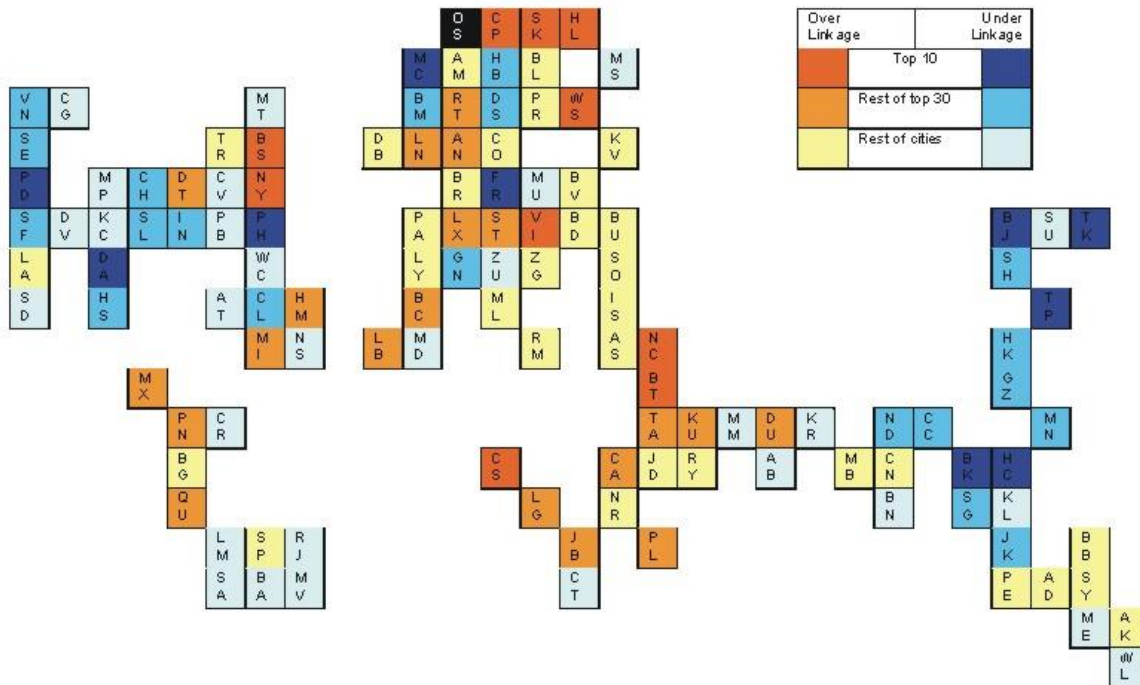 OS CP SK HL
Over Linkage
Under Linkage
MC AM HB BL MS
Top 10
VN CG MT BM RT DS PR WS
Rest of top 30
SE TR BS DB LN AN CO KV
Rest of cities
PD MP CH DT CV NY BR FR MU BV
SF DV KC SL IN PB PH PA LX ST VI BD BU BJ SU TK
LA DA WC LY GN ZU ZG SO SH
SD HS AT CL HM BC ML IS TP
MI NS LB MD RM AS NC HK
MX BT GZ
PN CR TA KU MM DU KR ND CC MN
BG CS CA JD RY AB MB CN BK HC
QU LG NR BN SG KL
LM SP RJ JB PL JK BB
SA BA MV CT PE AD SY
ME AK
WL